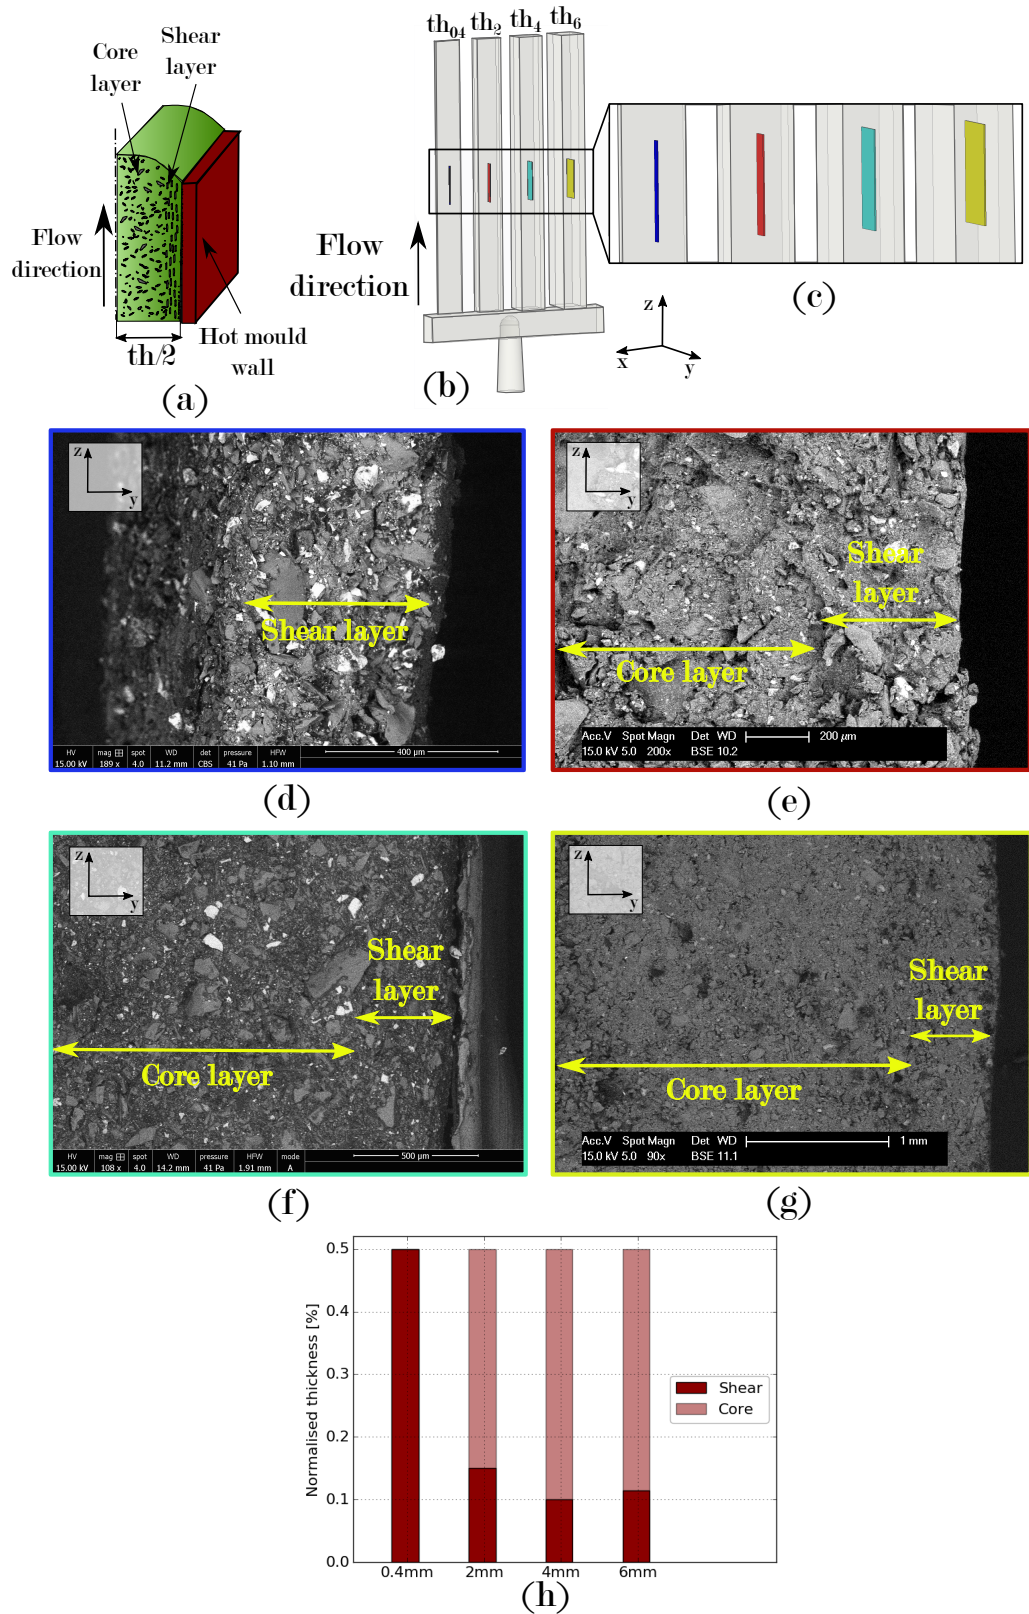 Core
layer
Shear
layer
Flow
direction
th/2
Hot mould
wall
(a)
th04 th2 th4 th6
Flow
direction
(b)
(c)
z
x
y
z
y
Shear layer
HV mag spot WD det pressure HFW
15.00 kV 189 x 4.0 11.2 mm CBS 41 Pa 1.10 mm
400 µm
(d)
z
y
Shear
layer
Core layer
Acc.V Spot Magn Det WD
15.0 kV 5.0 200x BSE 10.2
200 µm
(e)
z
y
Shear
layer
Core layer
HV mag spot WD pressure HFW mode
15.00 kV 108 x 4.0 14.2 mm 41 Pa 1.91 mm A
500 µm
(f)
z
y
Shear
layer
Core layer
Acc.V Spot Magn Det WD
15.0 kV 5.0 90x BSE 11.1
1 mm
(g)
Normalised thickness [%]
0.5
0.4
0.3
0.2
0.1
0.0
0.4mm 2mm 4mm 6mm
Shear
Core
(h)